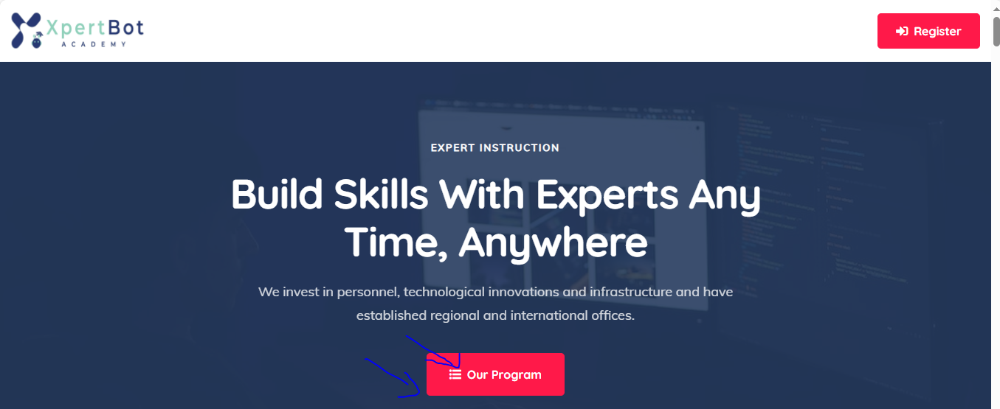 XpertBot
ACADEMY
Register
EXPERT INSTRUCTION
Build Skills With Experts Any
Time, Anywhere
We invest in personnel, technological innovations and infrastructure and have
established regional and international offices.
Our Program